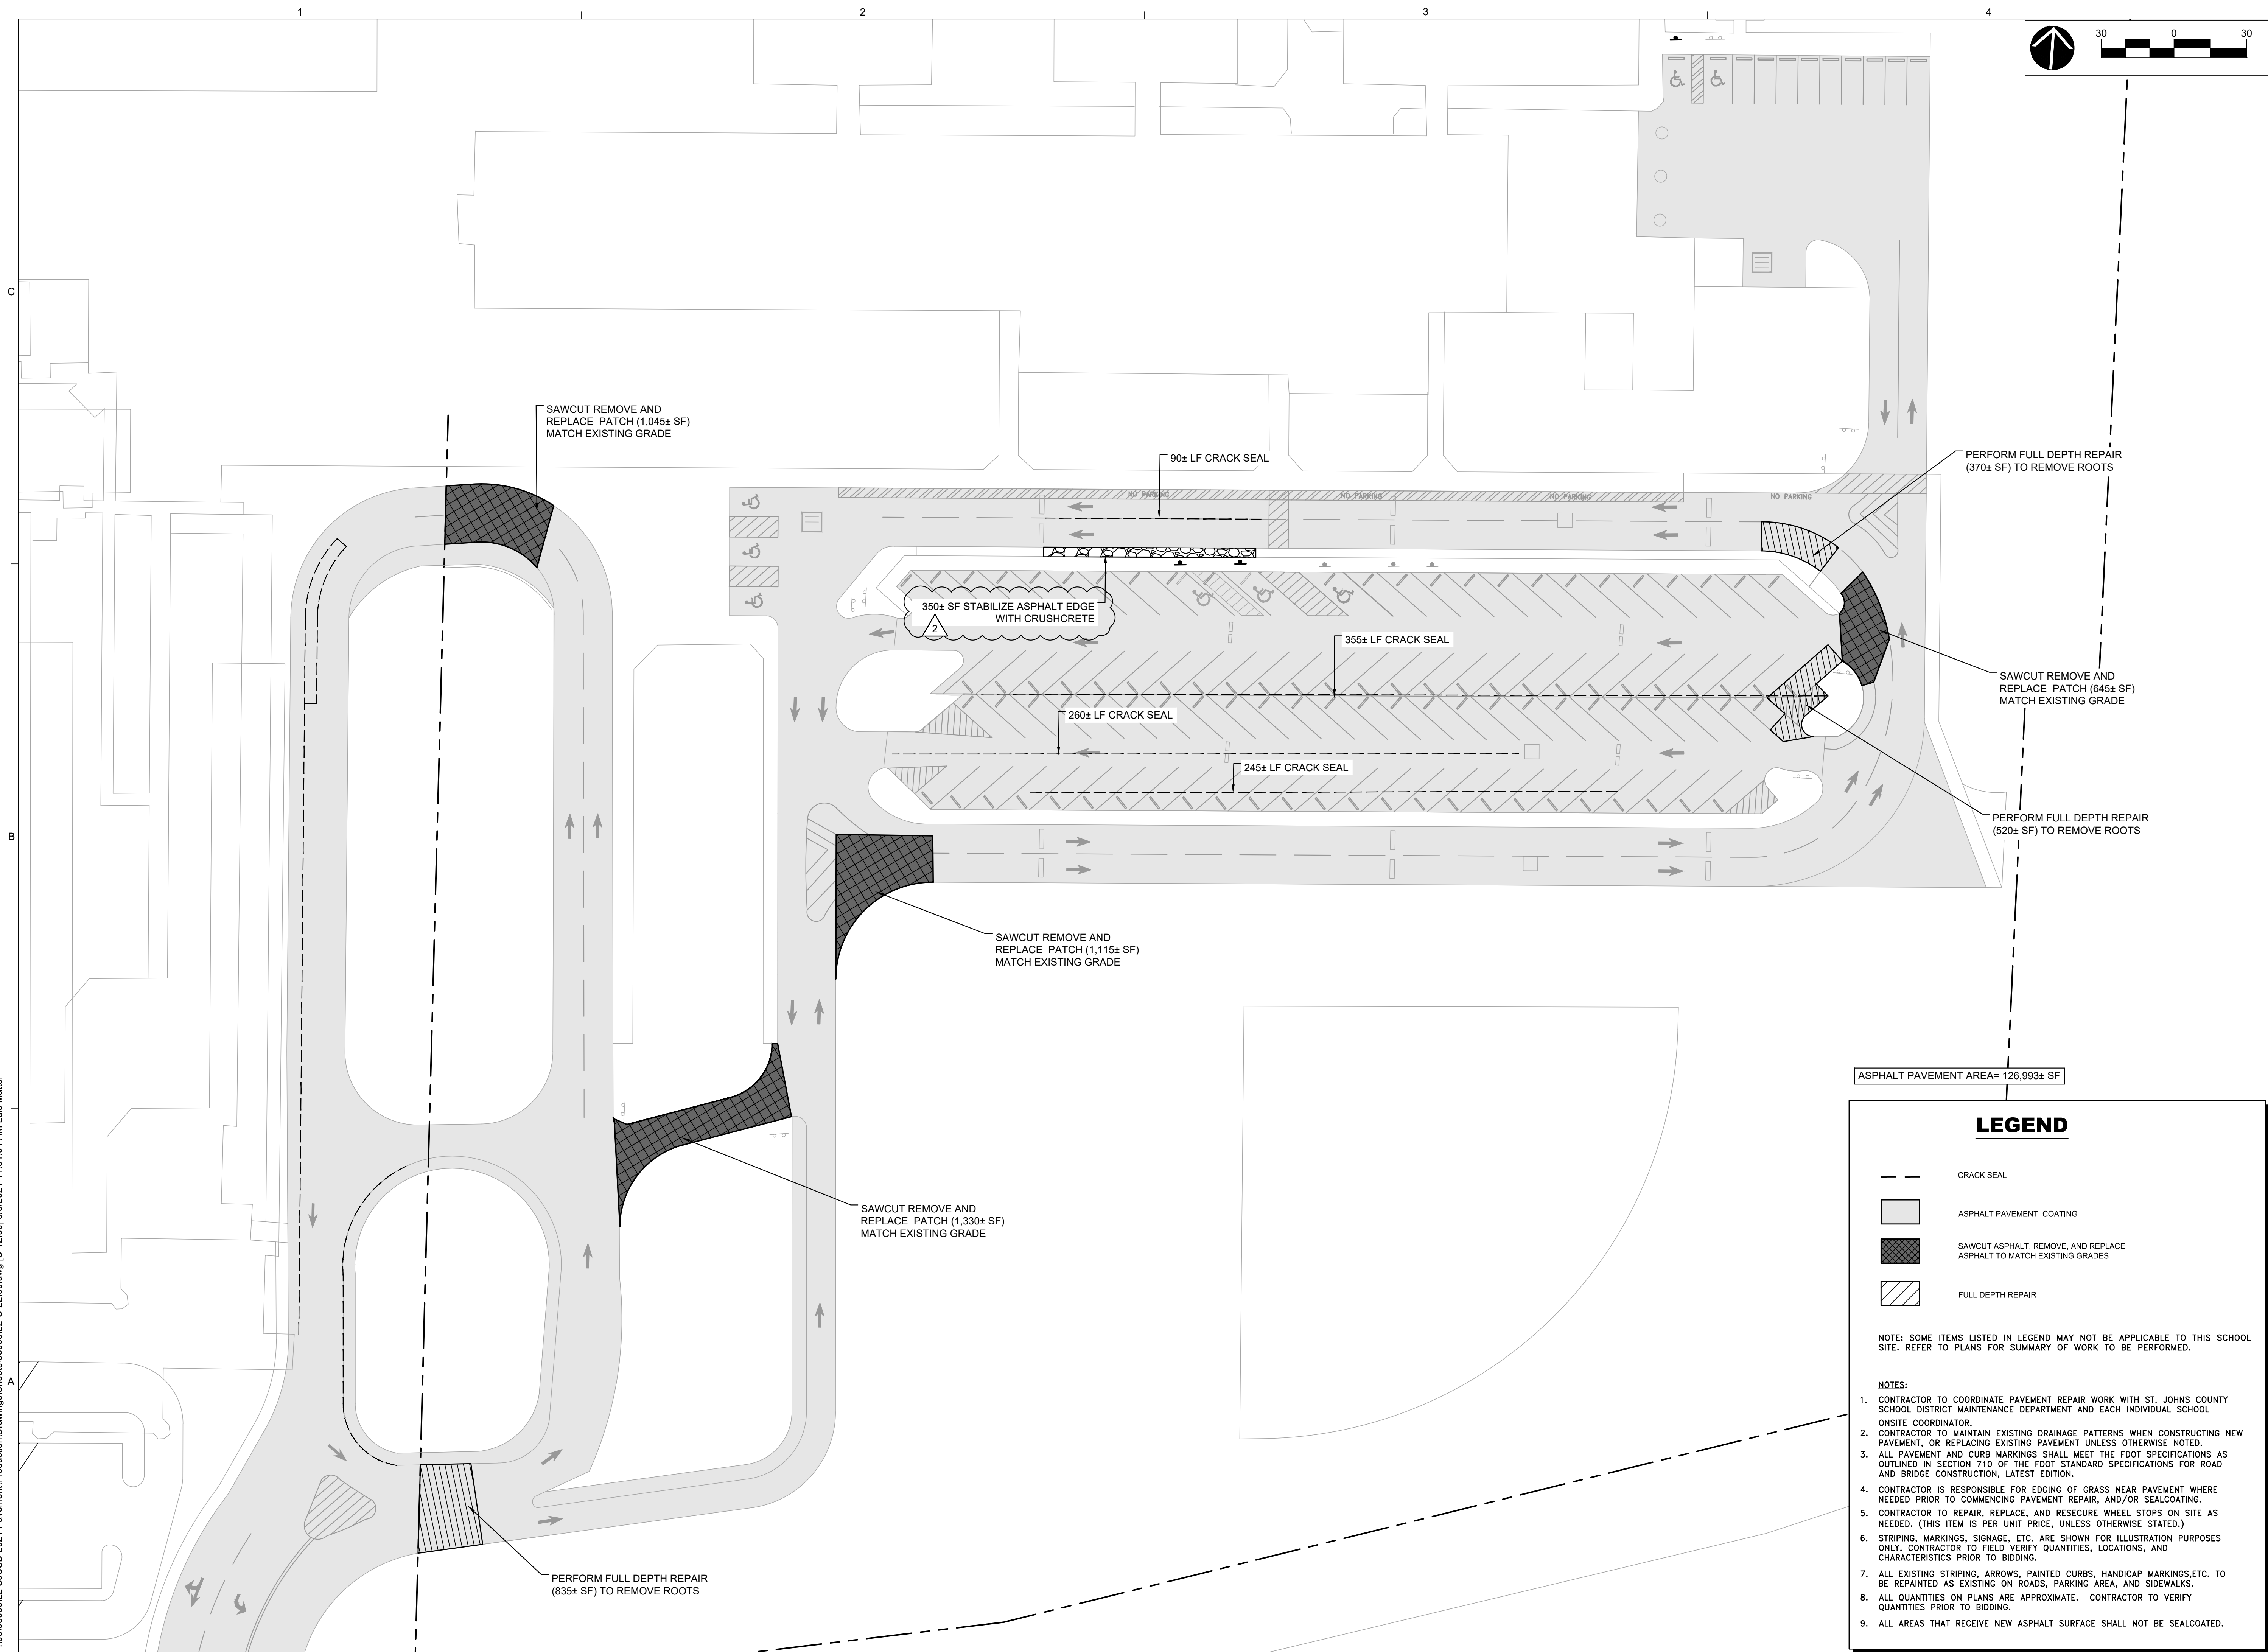 1
2
3
4
30 0 30
C
SAWCUT REMOVE AND
REPLACE PATCH (1,045± SF)
MATCH EXISTING GRADE
90± LF CRACK SEAL
PERFORM FULL DEPTH REPAIR
(370± SF) TO REMOVE ROOTS
NO PARKING
NO PARKING
NO PARKING
NO PARKING
350± SF STABILIZE ASPHALT EDGE
WITH CRUSHCRETE
2
355± LF CRACK SEAL
SAWCUT REMOVE AND
REPLACE PATCH (645± SF)
MATCH EXISTING GRADE
260± LF CRACK SEAL
245± LF CRACK SEAL
B
PERFORM FULL DEPTH REPAIR
(520± SF) TO REMOVE ROOTS
SAWCUT REMOVE AND
REPLACE PATCH (1,115± SF)
MATCH EXISTING GRADE
SAWCUT REMOVE AND
REPLACE PATCH (1,330± SF)
MATCH EXISTING GRADE
A
PERFORM FULL DEPTH REPAIR
(835± SF) TO REMOVE ROOTS
ASPHALT PAVEMENT AREA= 126,993± SF
LEGEND
CRACK SEAL
ASPHALT PAVEMENT COATING
SAWCUT ASPHALT, REMOVE, AND REPLACE
ASPHALT TO MATCH EXISTING GRADES
FULL DEPTH REPAIR
NOTE: SOME ITEMS LISTED IN LEGEND MAY NOT BE APPLICABLE TO THIS SCHOOL
SITE. REFER TO PLANS FOR SUMMARY OF WORK TO BE PERFORMED.
NOTES:
1. CONTRACTOR TO COORDINATE PAVEMENT REPAIR WORK WITH ST. JOHNS COUNTY
SCHOOL DISTRICT MAINTENANCE DEPARTMENT AND EACH INDIVIDUAL SCHOOL
ONSITE COORDINATOR.
2. CONTRACTOR TO MAINTAIN EXISTING DRAINAGE PATTERNS WHEN CONSTRUCTING NEW
PAVEMENT, OR REPLACING EXISTING PAVEMENT UNLESS OTHERWISE NOTED.
3. ALL PAVEMENT AND CURB MARKINGS SHALL MEET THE FDOT SPECIFICATIONS AS
OUTLINED IN SECTION 710 OF THE FDOT STANDARD SPECIFICATIONS FOR ROAD
AND BRIDGE CONSTRUCTION, LATEST EDITION.
4. CONTRACTOR IS RESPONSIBLE FOR EDGING OF GRASS NEAR PAVEMENT WHERE
NEEDED PRIOR TO COMMENCING PAVEMENT REPAIR, AND/OR SEALCOATING.
5. CONTRACTOR TO REPAIR, REPLACE, AND RESECURE WHEEL STOPS ON SITE AS
NEEDED. (THIS ITEM IS PER UNIT PRICE, UNLESS OTHERWISE STATED.)
6. STRIPING, MARKINGS, SIGNAGE, ETC. ARE SHOWN FOR ILLUSTRATION PURPOSES
ONLY. CONTRACTOR TO FIELD VERIFY QUANTITIES, LOCATIONS, AND
CHARACTERISTICS PRIOR TO BIDDING.
7. ALL EXISTING STRIPING, ARROWS, PAINTED CURBS, HANDICAP MARKINGS,ETC. TO
BE REPAINTED AS EXISTING ON ROADS, PARKING AREA, AND SIDEWALKS.
8. ALL QUANTITIES ON PLANS ARE APPROXIMATE. CONTRACTOR TO VERIFY
QUANTITIES PRIOR TO BIDDING.
9. ALL AREAS THAT RECEIVE NEW ASPHALT SURFACE SHALL NOT BE SEALCOATED.